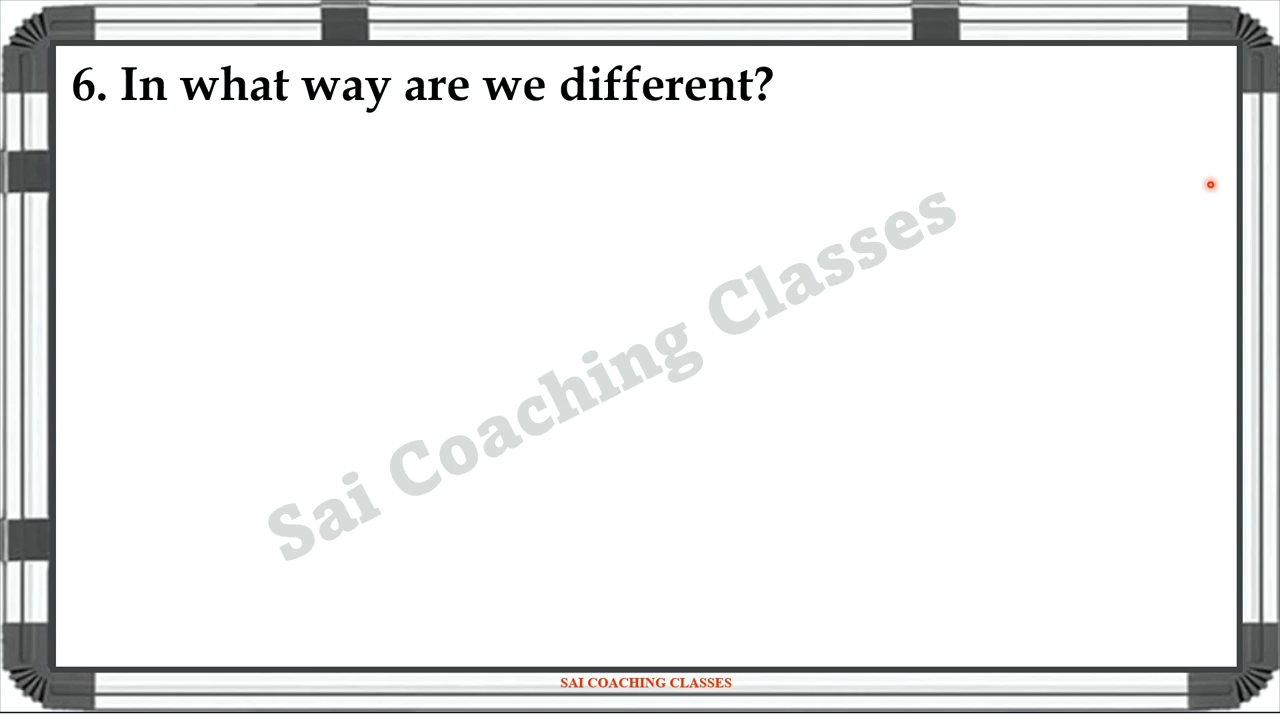 6. In what way are we different?
Sai Coaching Classes
SAI COACHING CLASSES